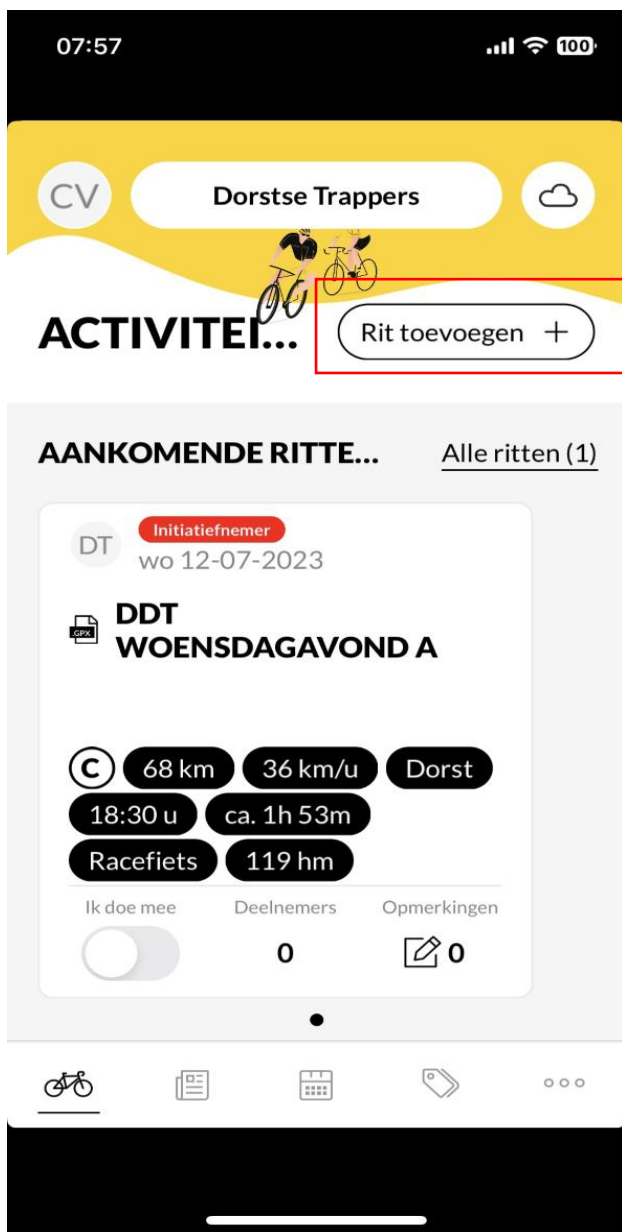 07:57
100
CV
Dorstse Trappers
ACTIVITEI...
Rit toevoegen +
AANKOMENDE RITTE...
Alle ritten (1)
DT
Initiatiefnemer
wo 12-07-2023
.GPX
DDT
WOENSDAGAVOND A
C 68 km 36 km/u Dorst
18:30 u ca. 1h 53m
Racefiets 119 hm
Ik doe mee Deelnemers Opmerkingen
0 0